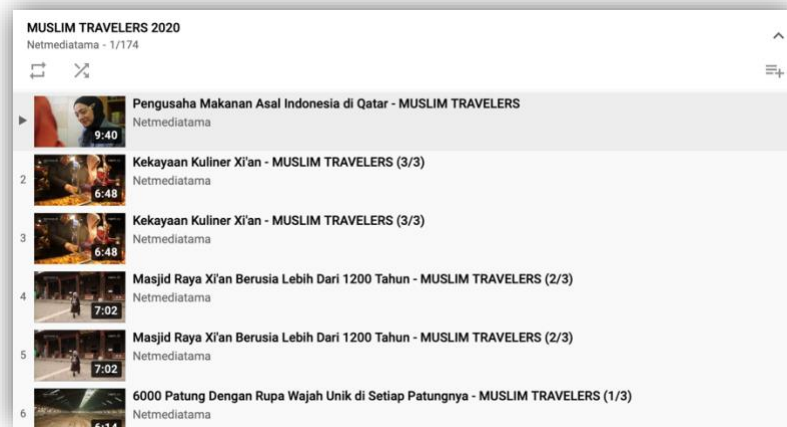 MUSLIM TRAVELERS 2020
Netmediatama - 1/174
Pengusaha Makanan Asal Indonesia di Qatar - MUSLIM TRAVELERS
Netmediatama
9:40
2
Kekayaan Kuliner Xi'an - MUSLIM TRAVELERS (3/3)
Netmediatama
6:48
3
Kekayaan Kuliner Xi'an - MUSLIM TRAVELERS (3/3)
Netmediatama
6:48
4
Masjid Raya Xi'an Berusia Lebih Dari 1200 Tahun - MUSLIM TRAVELERS (2/3)
Netmediatama
7:02
5
Masjid Raya Xi'an Berusia Lebih Dari 1200 Tahun - MUSLIM TRAVELERS (2/3)
Netmediatama
7:02
6
6000 Patung Dengan Rupa Wajah Unik di Setiap Patungnya - MUSLIM TRAVELERS (1/3)
Netmediatama
6:14